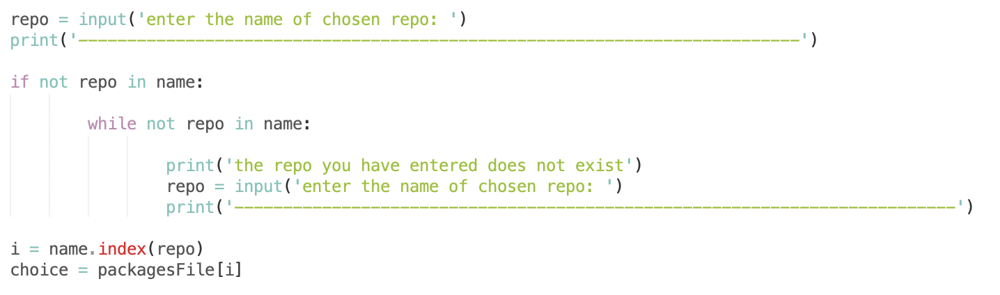 repo = input('enter the name of chosen repo: ')
print('--------------------------------------------------------------------------')
if not repo in name:
while not repo in name:
print('the repo you have entered does not exist')
repo = input('enter the name of chosen repo: ')
print('--------------------------------------------------------------------------')
i = name.index(repo)
choice = packagesFile[i]